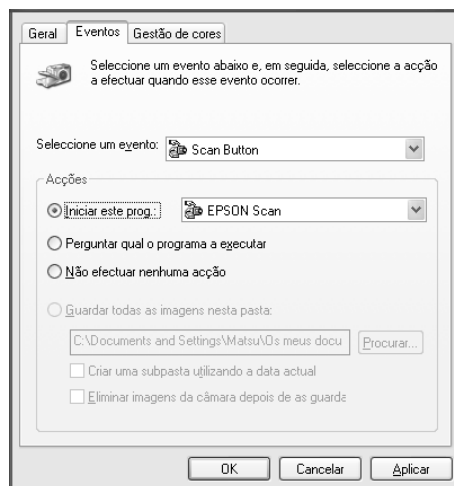 Geral Eventos Gestão de cores
Seleccione um evento abaixo e, em seguida, seleccione a acção
a efectuar quando esse evento ocorrer.
Seleccione um evento: Scan Button
Acções
Iniciar este prog.: EPSON Scan
Perguntar qual o programa a executar
Não efectuar nenhuma acção
Guardar todas as imagens nesta pasta:
C:\Documents and Settings\Matsu\Os meus docu Procurar...
Criar uma subpasta utilizando a data actual
Eliminar imagens da câmara depois de as guarda
OK Cancelar Aplicar